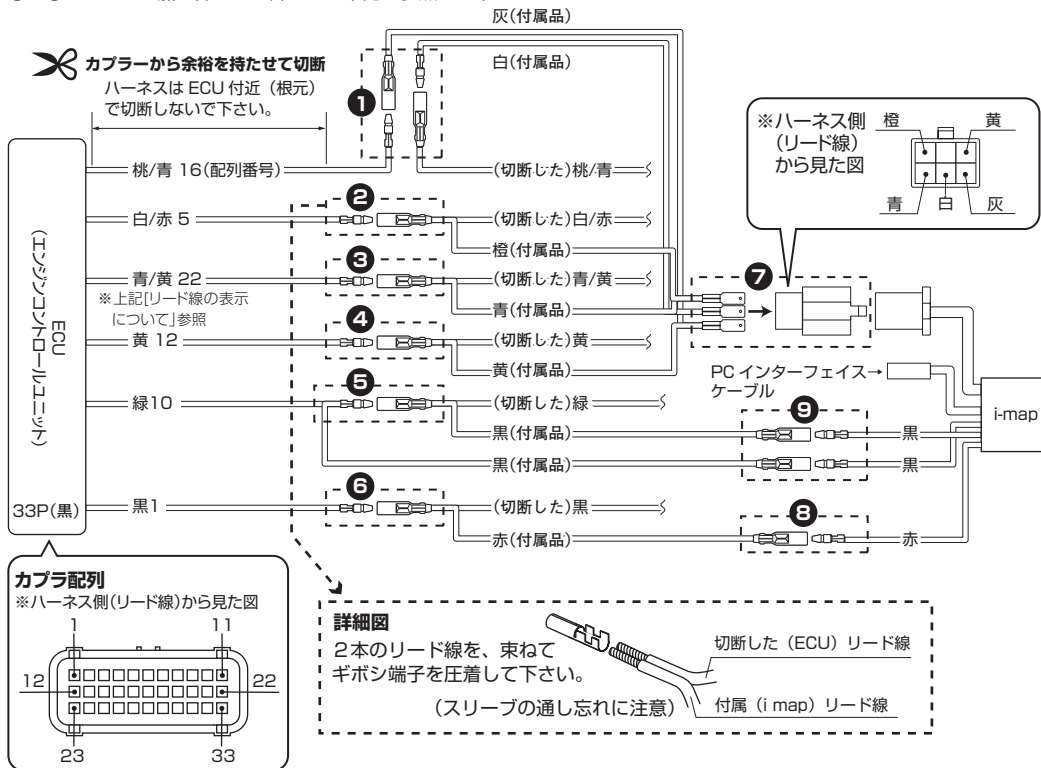 灰(付属品)
カプラーから余裕を持たせて切断
白(付属品)
ハーネスは ECU 付近（根元）
で切断しないで下さい。
1
※ハーネス側
(リード線)
から見た図
橙
黄
青
白
灰
桃/青 16(配列番号)
(切断した)桃/青
2
白/赤 5
(切断した)白/赤
橙(付属品)
3
7
青/黄 22
(切断した)青/黄
※上記[リード線の表示
について」参照
青(付属品)
4
黄 12
(切断した)黄
黄(付属品)
PC インターフェイス→
ケーブル
ECU
(エンジンコントロールユニット)
5
緑10
(切断した)緑
9
i-map
黒(付属品)
黒
黒(付属品)
黒
6
33P(黒)
黒1
(切断した)黒
8
赤(付属品)
赤
カプラ配列
※ハーネス側(リード線)から見た図
1
11
12
22
23
33
詳細図
２本のリード線を、束ねて
ギボシ端子を圧着して下さい。
(スリーブの通し忘れに注意)
切断した（ECU）リード線
付属（i map）リード線